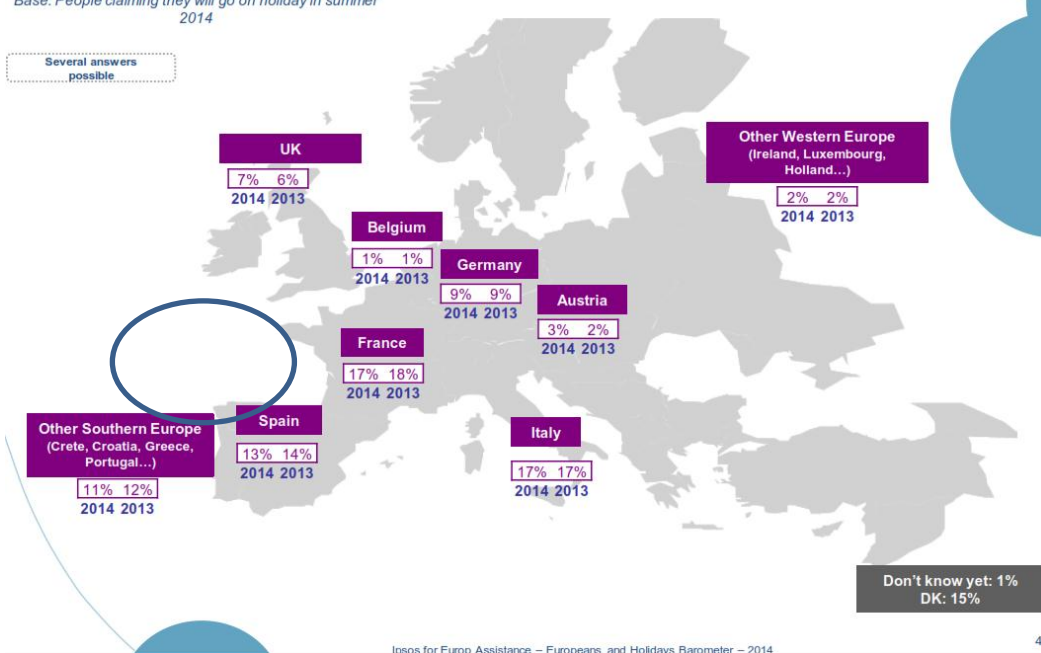 Base: People claiming they will go on holiday in summer
2014
Several answers
possible
UK
7% 6%
2014 2013
Other Western Europe
(Ireland, Luxembourg,
Holland...)
2% 2%
2014 2013
Belgium
1% 1%
2014 2013
Germany
9% 9%
2014 2013
Austria
3% 2%
2014 2013
France
17% 18%
2014 2013
Other Southern Europe
(Crete, Croatia, Greece,
Portugal...)
11% 12%
2014 2013
Spain
13% 14%
2014 2013
Italy
17% 17%
2014 2013
Don't know yet: 1%
DK: 15%
Ipsos for Europ Assistance – Europeans and Holidays Barometer – 2014
4